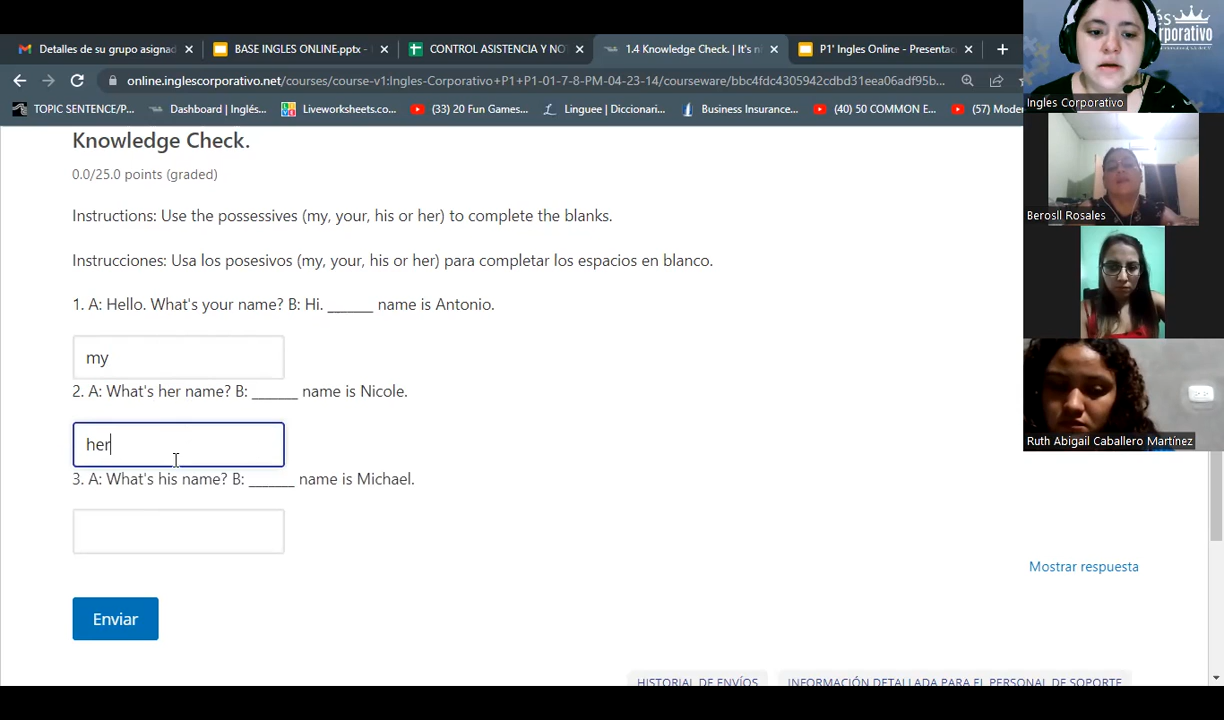 Detalles de su grupo asignad
BASE INGLES ONLINE.pptx
CONTROL ASISTENCIA Y NO
1.4 Knowledge Check. | It's n
P1' Ingles Online - Presentac
online.inglescorporativo.net/courses/course-v1:Ingles-Corporativo+P1+P1-01-7-8-PM-04-23-14/courseware/bbc4fdc4305942cdbd31eea06adf95b...
TOPIC SENTENCE/P...
Dashboard | Inglés...
Liveworksheets.co...
(33) 20 Fun Games...
Linguee | Diccionari...
Business Insurance...
(40) 50 COMMON E...
(57) Moder
Knowledge Check.
0.0/25.0 points (graded)
Instructions: Use the possessives (my, your, his or her) to complete the blanks.
Instrucciones: Usa los posesivos (my, your, his or her) para completar los espacios en blanco.
1. A: Hello. What's your name? B: Hi. ______ name is Antonio.
my
2. A: What's her name? B: ______ name is Nicole.
her
3. A: What's his name? B: ______ name is Michael.
Mostrar respuesta
Enviar
HISTORIAL DE ENVÍOS
INFORMACIÓN DETALLADA PARA EL PERSONAL DE SOPORTE
Ingles Corporativo
Berosll Rosales
Ruth Abigail Caballero Martínez